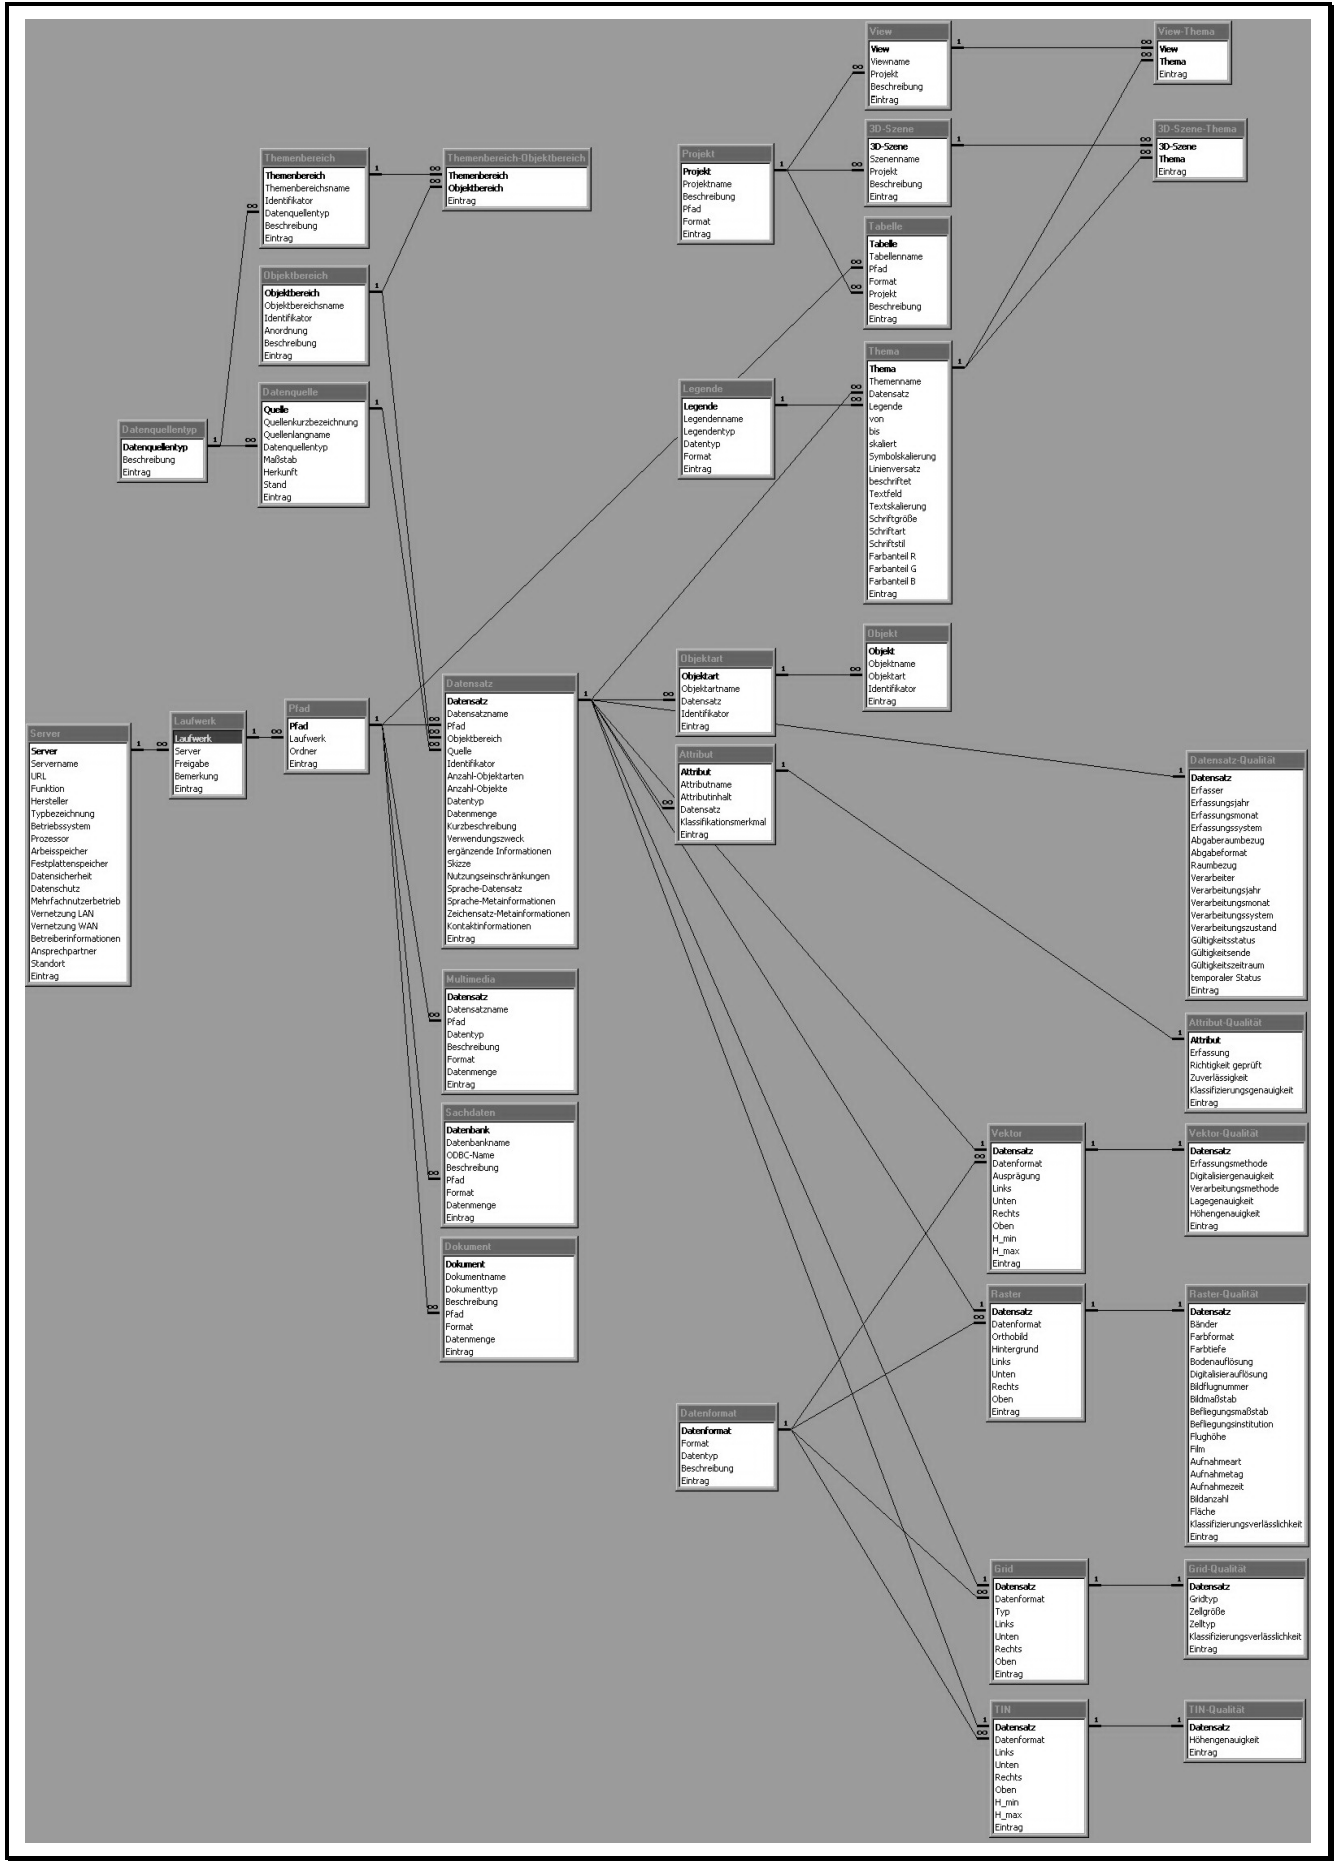 View
View
Viewname
Projekt
Beschreibung
Eintrag
View-Thema
View
Thema
Eintrag
3D-Szene
3D-Szene
Szenenname
Projekt
Beschreibung
Eintrag
3D-Szene-Thema
3D-Szene
Thema
Eintrag
Themenbereich
Themenbereich
Themenbereichsname
Identifikator
Datenquellentyp
Beschreibung
Eintrag
Themenbereich-Objektbereich
Themenbereich
Objektbereich
Eintrag
Projekt
Projekt
Projektname
Beschreibung
Pfad
Format
Eintrag
Tabelle
Tabelle
Tabellenname
Pfad
Format
Projekt
Beschreibung
Eintrag
Objektbereich
Objektbereich
Objektbereichsname
Identifikator
Anordnung
Beschreibung
Eintrag
Datenquelle
Quelle
Quellenkurzbezeichnung
Quellenlangname
Datenquellentyp
Maßstab
Herkunft
Stand
Eintrag
Datenquellentyp
Datenquellentyp
Beschreibung
Eintrag
Legende
Legende
Legendenname
Legendentyp
Datentyp
Format
Eintrag
Thema
Thema
Themenname
Datensatz
Legende
von
bis
skaliert
Symbolskalierung
Linienversatz
beschriftet
Textfeld
Textskalierung
Schriftgröße
Schriftart
Schriftstil
Farbanteil R
Farbanteil G
Farbanteil B
Eintrag
Objektart
Objektart
Objektartname
Datensatz
Identifikator
Eintrag
Objekt
Objekt
Objektname
Objektart
Identifikator
Eintrag
Server
Server
Servername
URL
Funktion
Hersteller
Typbezeichnung
Betriebssystem
Prozessor
Arbeisspeicher
Festplattenspeicher
Datensicherheit
Datenschutz
Mehrfachnutzerbetrieb
Vernetzung LAN
Vernetzung WAN
Betreiberinformationen
Ansprechpartner
Standort
Eintrag
Laufwerk
Laufwerk
Server
Freigabe
Bemerkung
Eintrag
Pfad
Pfad
Laufwerk
Ordner
Eintrag
Datensatz
Datensatz
Datensatzname
Pfad
Objektbereich
Quelle
Identifikator
Anzahl-Objektarten
Anzahl-Objekte
Datentyp
Datenmenge
Kurzbeschreibung
Verwendungszweck
ergänzende Informationen
Skizze
Nutzungseinschränkungen
Sprache-Datensatz
Sprache-Metainformationen
Zeichensatz-Metainformationen
Kontaktinformationen
Eintrag
Attribut
Attribut
Attributname
Attributinhalt
Datensatz
Klassifikationsmerkmal
Eintrag
Datensatz-Qualität
Datensatz
Erfasser
Erfassungsjahr
Erfassungsmonat
Erfassungssystem
Abgaberaumbezug
Abgabeformat
Raumbezug
Verarbeiter
Verarbeitungsjahr
Verarbeitungsmonat
Verarbeitungssystem
Verarbeitungszustand
Gültigkeitsstatus
Gültigkeitsende
Gültigkeitszeitraum
temporaler Status
Eintrag
Multimedia
Datensatz
Datensatzname
Pfad
Datentyp
Beschreibung
Format
Datenmenge
Eintrag
Attribut-Qualität
Attribut
Erfassung
Richtigkeit geprüft
Zuverlässigkeit
Klassifizierungsgenauigkeit
Eintrag
Sachdaten
Datenbank
Datenbankname
ODBC-Name
Beschreibung
Pfad
Format
Datenmenge
Eintrag
Vektor
Datensatz
Datenformat
Ausprägung
Links
Unten
Rechts
Oben
H_min
H_max
Eintrag
Vektor-Qualität
Datensatz
Erfassungsmethode
Digitalisiergenauigkeit
Verarbeitungsmethode
Lagegenauigkeit
Höhengenauigkeit
Eintrag
Dokument
Dokument
Dokumentname
Dokumenttyp
Beschreibung
Pfad
Format
Datenmenge
Eintrag
Raster
Datensatz
Datenformat
Orthobild
Hintergrund
Links
Unten
Rechts
Oben
Eintrag
Raster-Qualität
Datensatz
Bänder
Farbformat
Farbtiefe
Bodenauflösung
Digitalisierauflösung
Bildflugnummer
Bildmaßstab
Befliegungsmaßstab
Befliegungsinstitution
Flughöhe
Film
Aufnahmeart
Aufnahmetag
Aufnahmezeit
Bildanzahl
Fläche
Klassifizierungsverlässlichkeit
Eintrag
Datenformat
Datenformat
Format
Datentyp
Beschreibung
Eintrag
Grid
Datensatz
Datenformat
Typ
Links
Unten
Rechts
Oben
Eintrag
Grid-Qualität
Datensatz
Gridtyp
Zellgröße
Zelltyp
Klassifizierungsverlässlichkeit
Eintrag
TIN
Datensatz
Datenformat
Links
Unten
Rechts
Oben
H_min
H_max
Eintrag
TIN-Qualität
Datensatz
Höhengenauigkeit
Eintrag